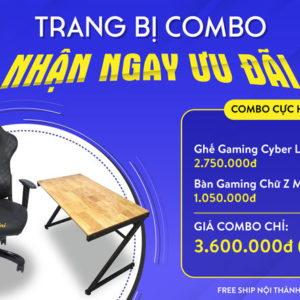 TRANG BỊ COMBO
NHẬN NGAY ƯU ĐÃI
COMBO CỰC H
Ghế Gaming Cyber L
2.750.000đ
Bàn Gaming Chữ Z M
1.050.000đ
GIÁ COMBO CHỈ:
3.600.000đ
FREE SHIP NỘI THÀNH